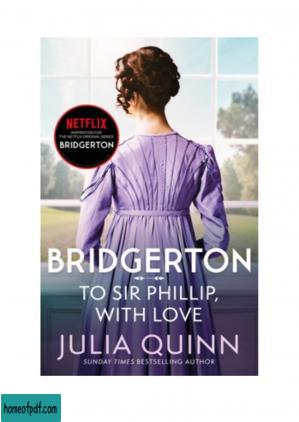 NETFLIX
INSPIRATION FOR
THE NETFLIX ORIGINAL SERIES
BRIDGERTON
BRIDGERTON
TO SIR PHILLIP,
WITH LOVE
JULIA QUINN
SUNDAY TIMES BESTSELLING AUTHOR
homeofpdf.com